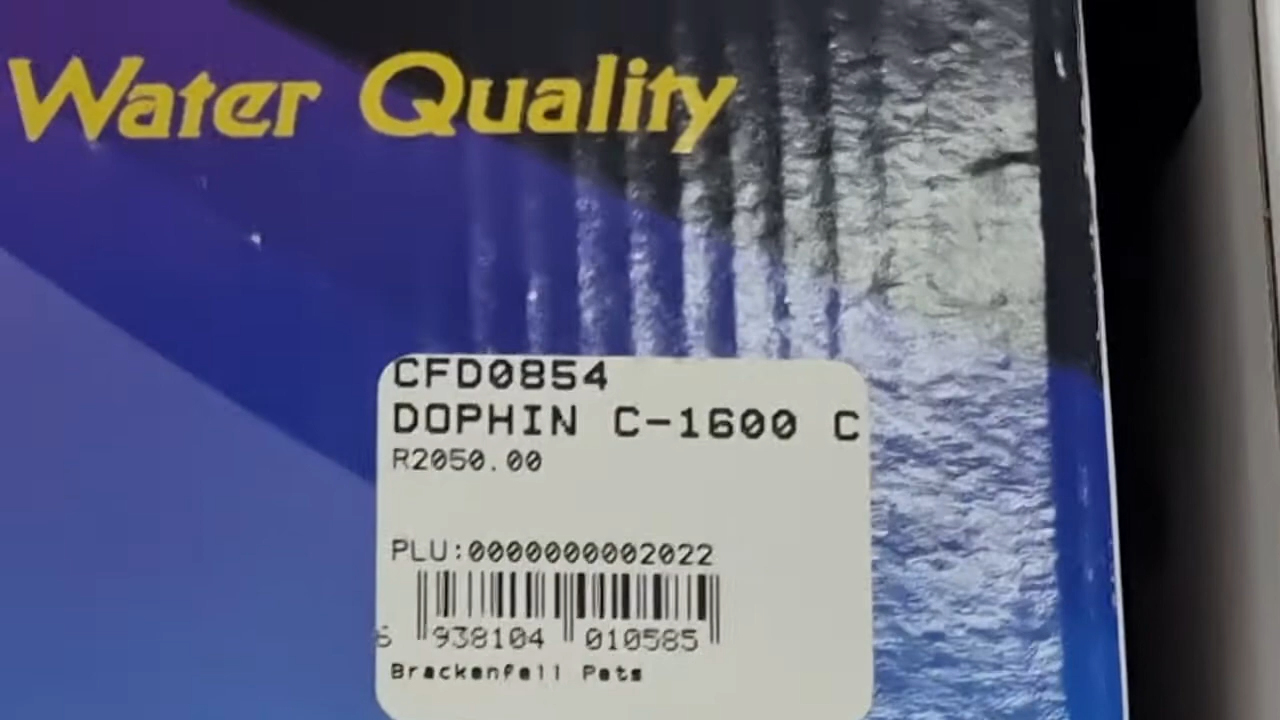 Water Quality
CFD0854
DOPHIN C-1600 C
R2050.00
PLU:0000000002022
6 938104 010585
Brackenfell Pets